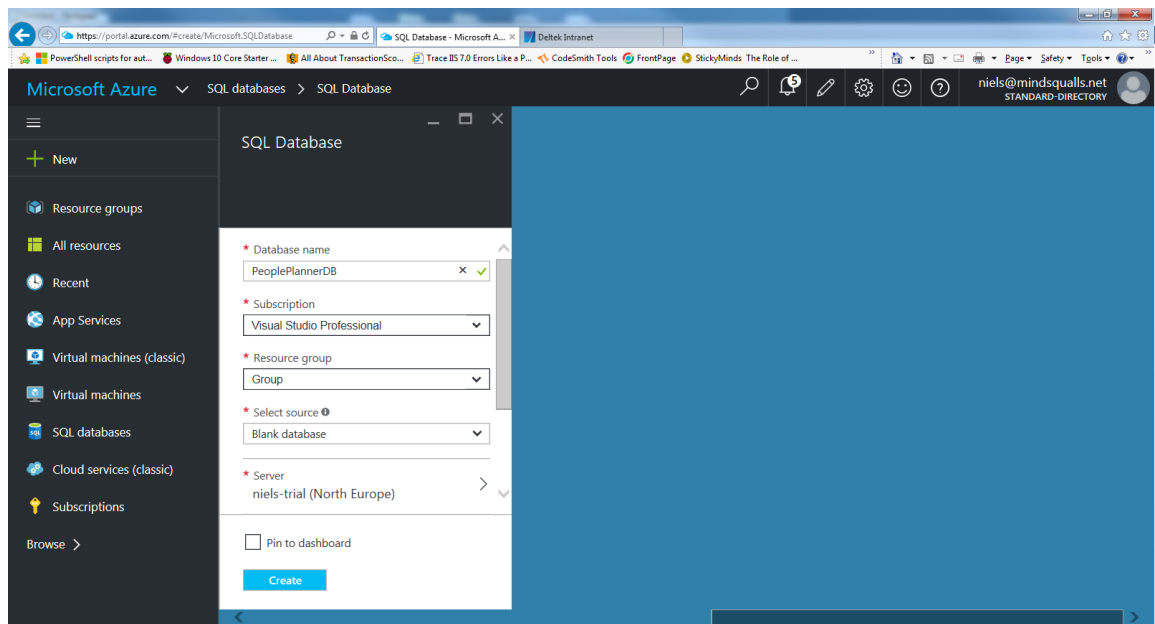 https://portal.azure.com/#create/Microsoft.SQLDatabase
SQL Database - Microsoft A...
Deltek Intranet
PowerShell scripts for aut...
Windows 10 Core Starter ...
All About TransactionSco...
Trace IIS 7.0 Errors Like a P...
CodeSmith Tools
FrontPage
StickyMinds The Role of ...
Page
Safety
Tools
Microsoft Azure
SQL databases > SQL Database
5
niels@mindsqualls.net
STANDARD-DIRECTORY
New
Resource groups
All resources
Recent
App Services
Virtual machines (classic)
Virtual machines
SQL databases
Cloud services (classic)
Subscriptions
Browse >
SQL Database
* Database name
PeoplePlannerDB
* Subscription
Visual Studio Professional
* Resource group
Group
* Select source
Blank database
* Server
niels-trial (North Europe)
Pin to dashboard
Create